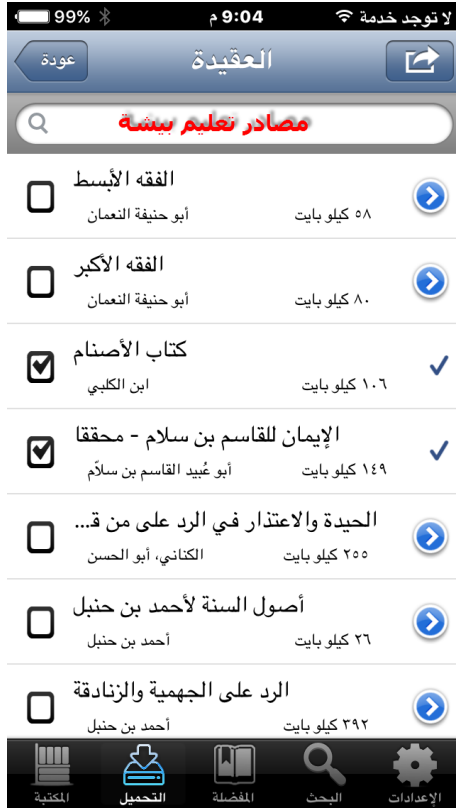 لا توجد خدمة 9:04 م 99%
عودة العقيدة
مصادر تعليم بيشة
الفقه الأبسط
أبو حنيفة النعمان ٥٨ كيلو بايت
الفقه الأكبر
أبو حنيفة النعمان ٨٠ كيلو بايت
كتاب الأصنام
ابن الكلبي ١٠٦ كيلو بايت
الإيمان للقاسم بن سلام - محققا
أبو عُبيد القاسم بن سلاّم ١٤٩ كيلو بايت
الحيدة والاعتذار في الرد على من قـ...
الكناني، أبو الحسن ٢٥٥ كيلو بايت
أصول السنة لأحمد بن حنبل
أحمد بن حنبل ٢٦ كيلو بايت
الرد على الجهمية والزنادقة
أحمد بن حنبل ٣٩٢ كيلو بايت
الإعدادات البحث المفضلة التحميل المكتبة